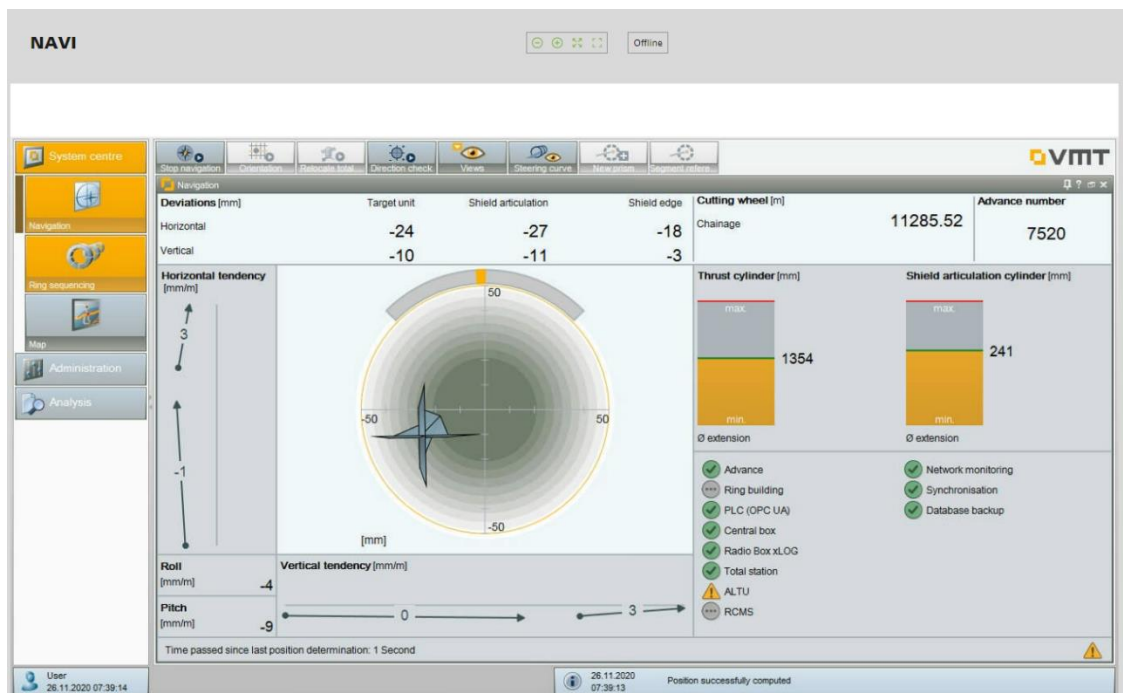 NAVI
Offline
System centre
Navigation
Ring sequencing
Map
Administration
Analysis
Stop navigation Orientation Relocate total... Direction check Views Steering curve New prism Segment refere...
VMT
Navigation
Deviations [mm] Target unit Shield articulation Shield edge
Horizontal -24 -27 -18
Vertical -10 -11 -3
Cutting wheel [m]
Chainage 11285.52
Advance number
7520
Horizontal tendency
[mm/m]
3
-1
50
-50 50
-50
[mm]
Roll
[mm/m] -4
Pitch
[mm/m] -9
Vertical tendency [mm/m]
0 3
Thrust cylinder [mm]
max.
1354
min.
Ø extension
Shield articulation cylinder [mm]
max.
241
min.
Ø extension
Advance
Ring building
PLC (OPC UA)
Central box
Radio Box xLOG
Total station
ALTU
RCMS
Network monitoring
Synchronisation
Database backup
Time passed since last position determination: 1 Second
User
26.11.2020 07:39:14
26.11.2020
07:39:13
Position successfully computed